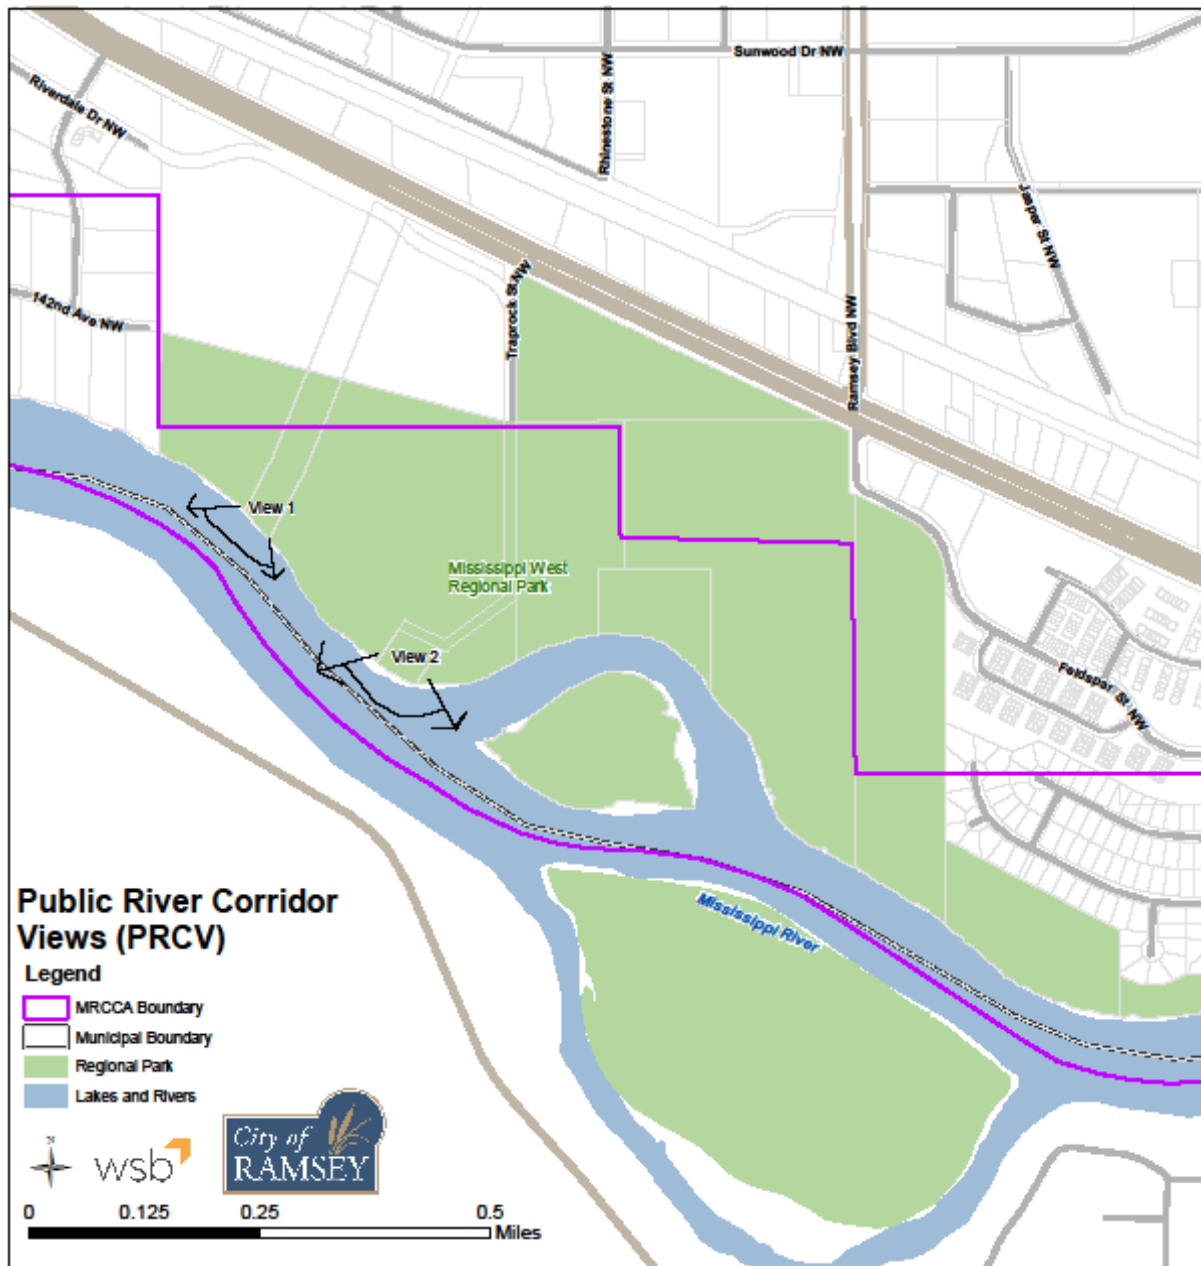 Sunwood Dr NW
Rhinestone St NW
Riverdale Dr NW
Jasper St NW
142nd Ave NW
Traprock St NW
Ramsey Blvd NW
View 1
Mississippi West
Regional Park
View 2
Feldspar St NW
Mississippi River
Public River Corridor
Views (PRCV)
Legend
MRCCA Boundary
Municipal Boundary
Regional Park
Lakes and Rivers
N
wsb
City of
RAMSEY
0 0.125 0.25 0.5
Miles